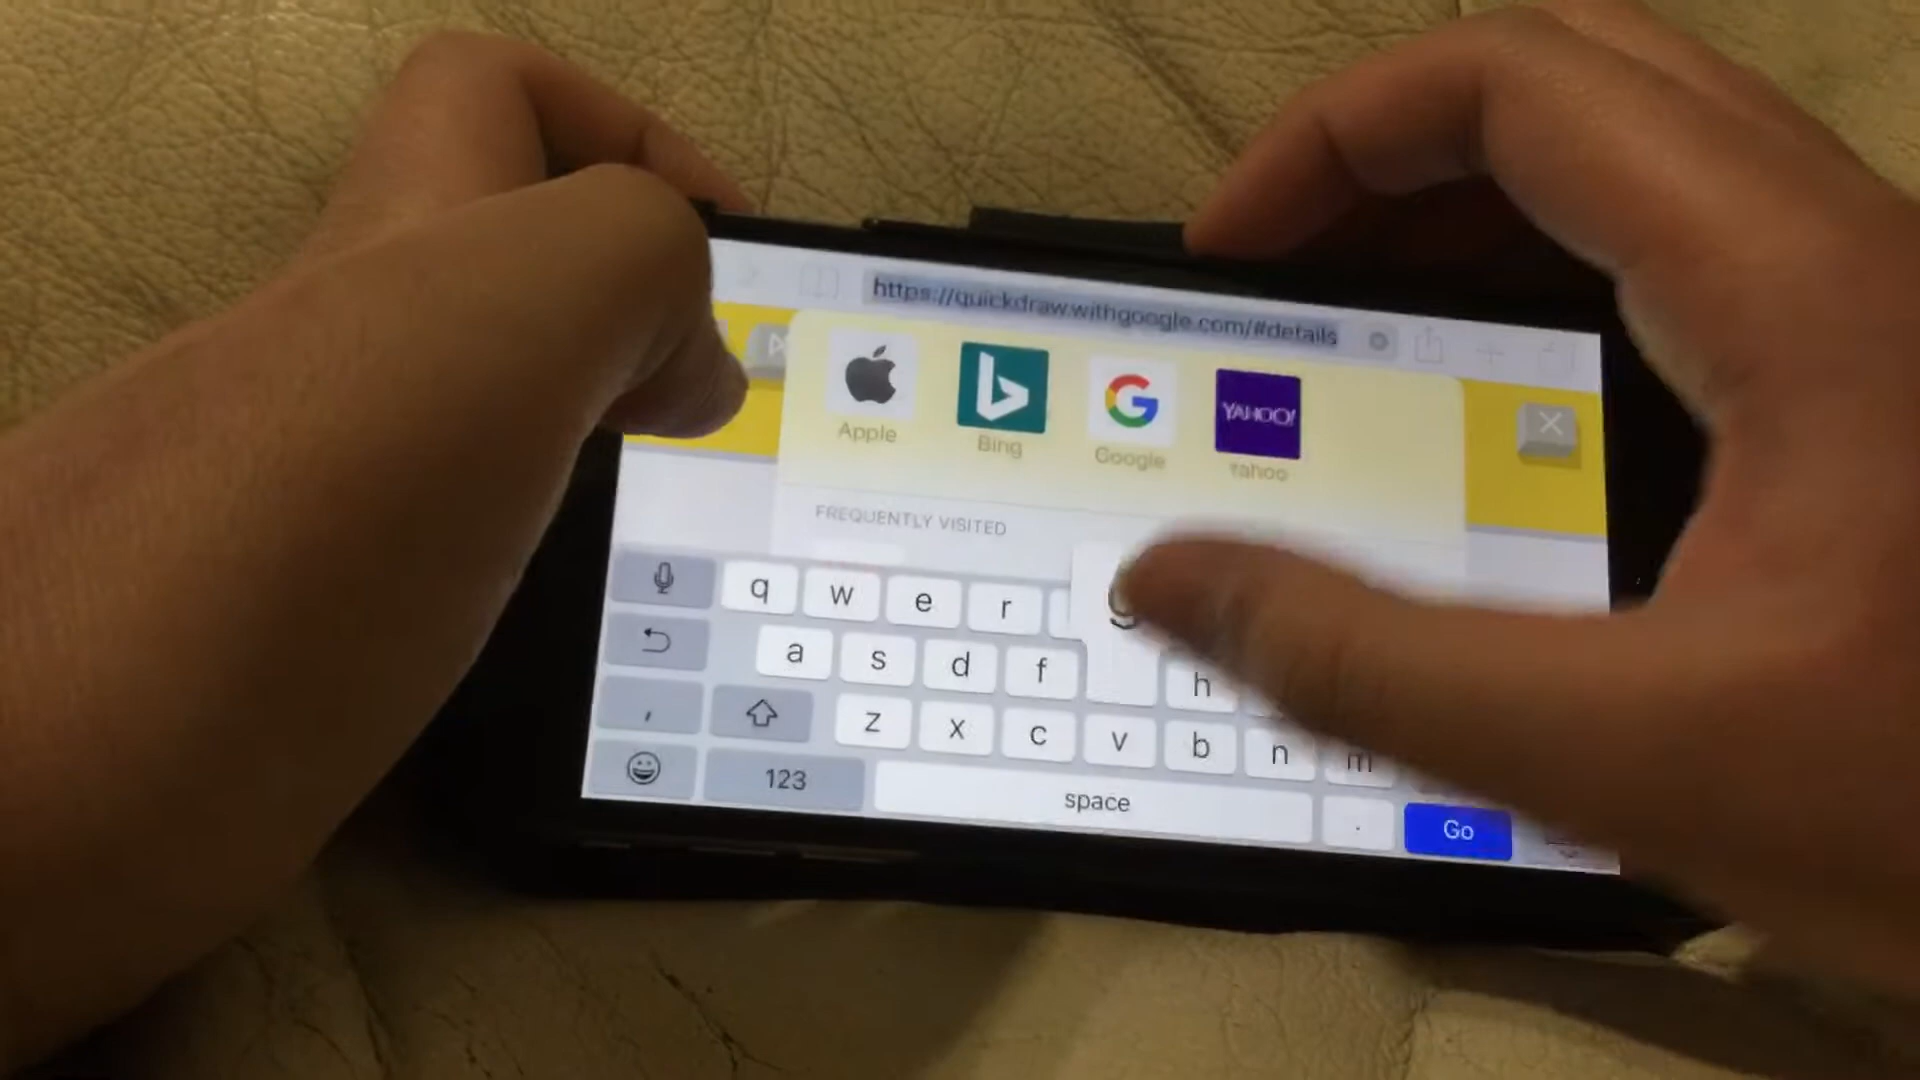 https://quickdraw.withgoogle.com/#details
YAHOO!
Apple
Bing
Google
Yahoo
FREQUENTLY VISITED
q w e r
g
a s d f h
, z x c v b n m
123 space . Go